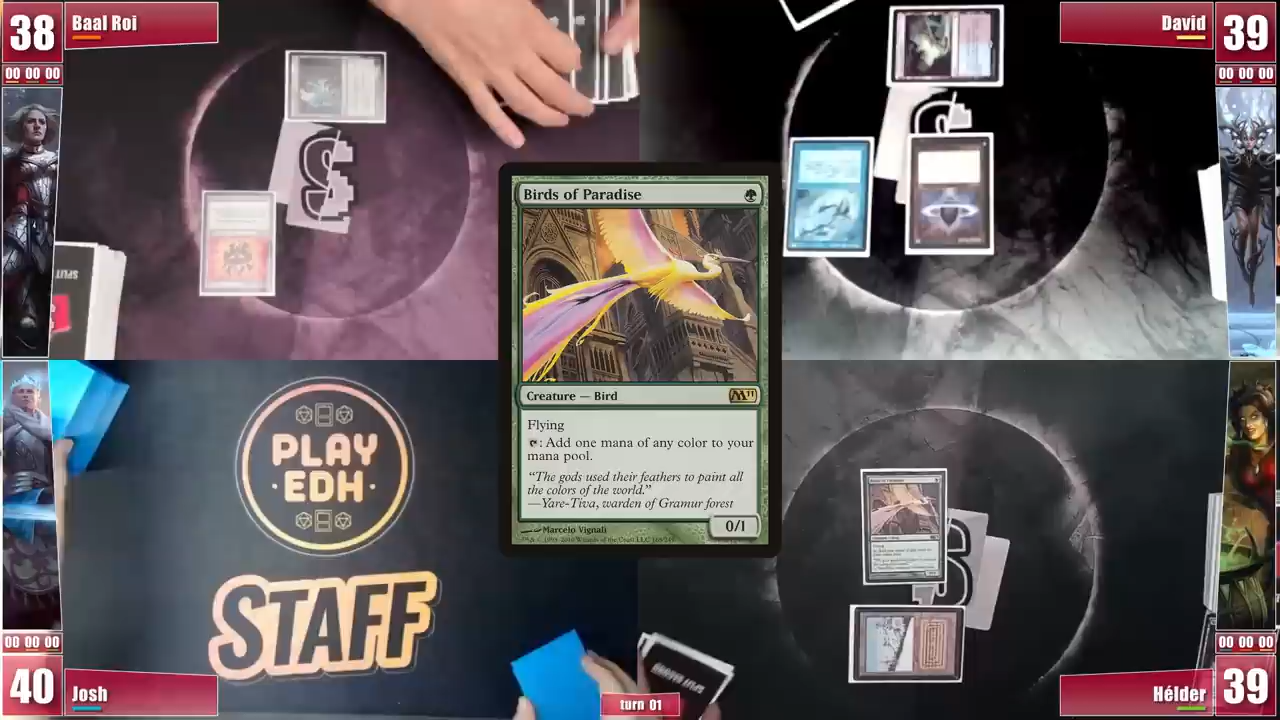 38
Baal Roi
00 00 00
David
39
00 00 00
Birds of Paradise
Creature — Bird
M11
Flying
: Add one mana of any color to your
mana pool.
"The gods used their feathers to paint all
the colors of the world."
—Yare-Tiva, warden of Gramur forest
Marcelo Vignali
0/1
SPLIT
PLAY
EDH
STAFF
00 00 00
40
Josh
turn 01
00 00 00
Hélder
39